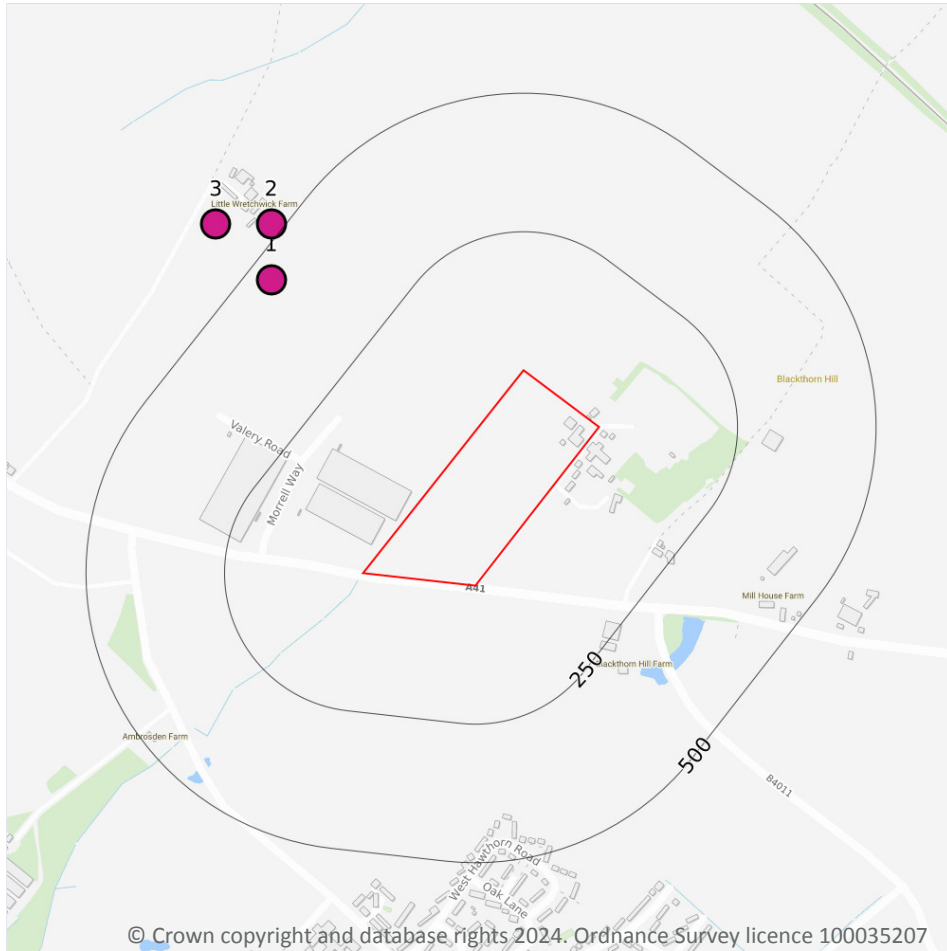 3
2
Little Wretchwick Farm
1
Blackthorn Hill
Valery Road
Morrell Way
A41
Mill House Farm
250
Blackthorn Hill Farm
500
Ambrosden Farm
B4011
West Hawthorn Road
Oak Lane
© Crown copyright and database rights 2024. Ordnance Survey licence 100035207